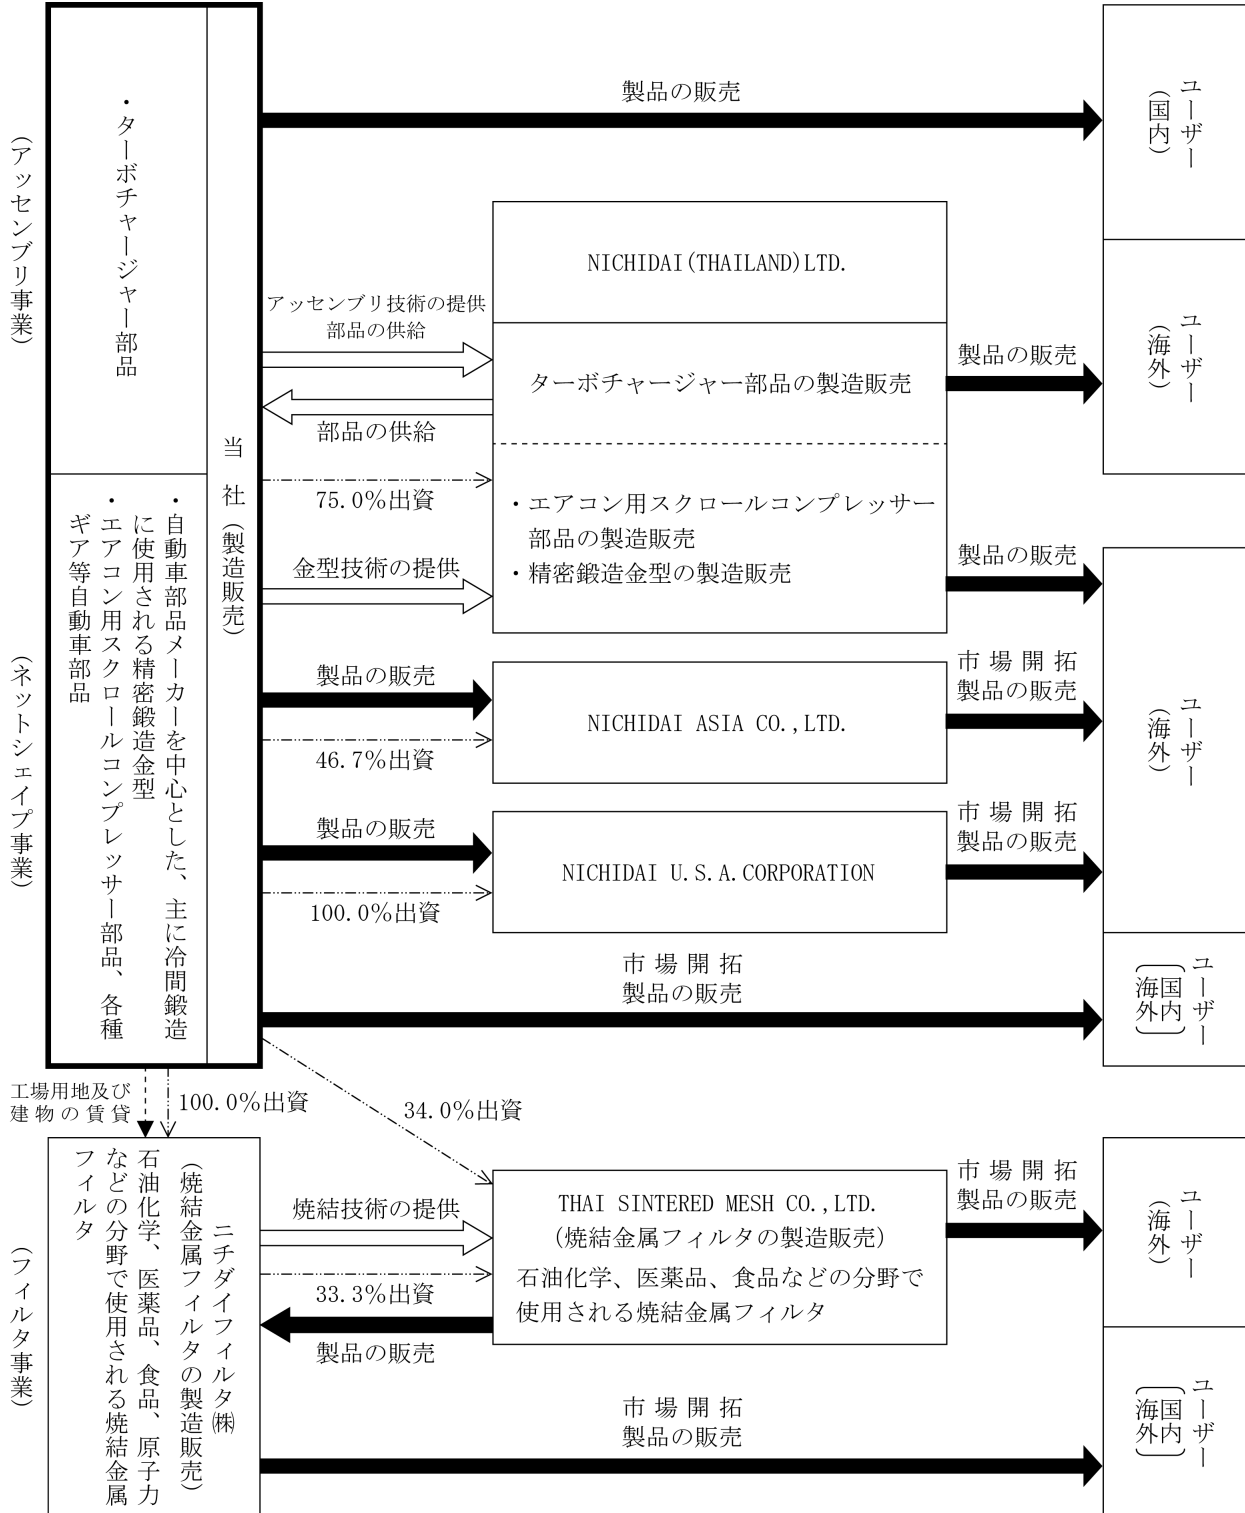 (アッセンブリ事業)
・ターボチャージャー部品
当社(製造販売)
製品の販売
ユーザー
(国内)
NICHIDAI(THAILAND)LTD.
アッセンブリ技術の提供
部品の供給
ターボチャージャー部品の製造販売
部品の供給
製品の販売
ユーザー
(海外)
75.0%出資
・エアコン用スクロールコンプレッサー
部品の製造販売
・精密鍛造金型の製造販売
金型技術の提供
製品の販売
(ネットシェイプ事業)
・自動車部品メーカーを中心とした、主に冷間鍛造
に使用される精密鍛造金型
・エアコン用スクロールコンプレッサー部品、各種
ギア等自動車部品
製品の販売
46.7%出資
NICHIDAI ASIA CO.,LTD.
市場開拓
製品の販売
ユーザー
(海外)
製品の販売
100.0%出資
NICHIDAI U.S.A.CORPORATION
市場開拓
製品の販売
市場開拓
製品の販売
ユーザー
(国内
海外)
工場用地及び
建物の賃貸
100.0%出資
34.0%出資
(フィルタ事業)
ニチダイフィルタ㈱
(焼結金属フィルタの製造販売)
石油化学、医薬品、食品、原子力
などの分野で使用される焼結金属
フィルタ
焼結技術の提供
33.3%出資
製品の販売
THAI SINTERED MESH CO.,LTD.
(焼結金属フィルタの製造販売)
石油化学、医薬品、食品などの分野で
使用される焼結金属フィルタ
市場開拓
製品の販売
ユーザー
(海外)
市場開拓
製品の販売
ユーザー
(国内
海外)